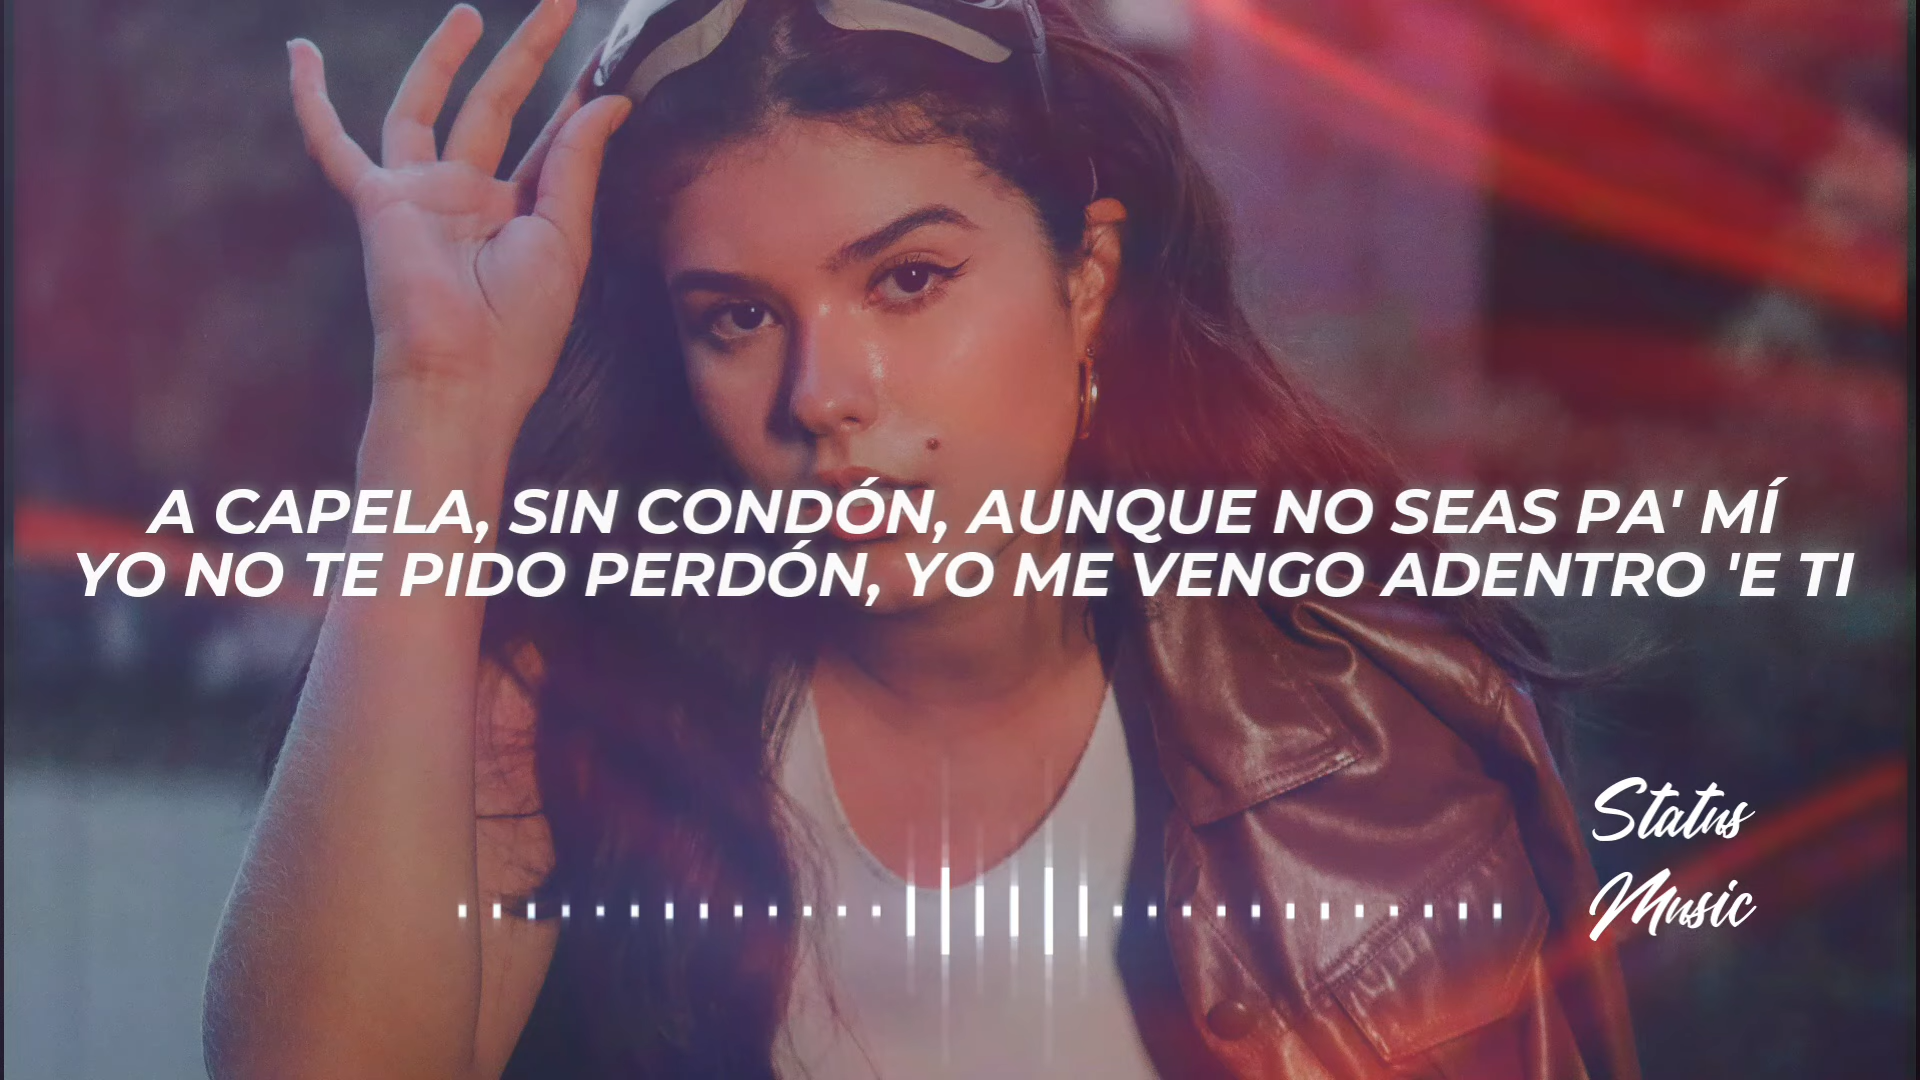 A CAPELA, SIN CONDÓN, AUNQUE NO SEAS PA' MÍ
YO NO TE PIDO PERDÓN, YO ME VENGO ADENTRO 'E TI
Status
Music